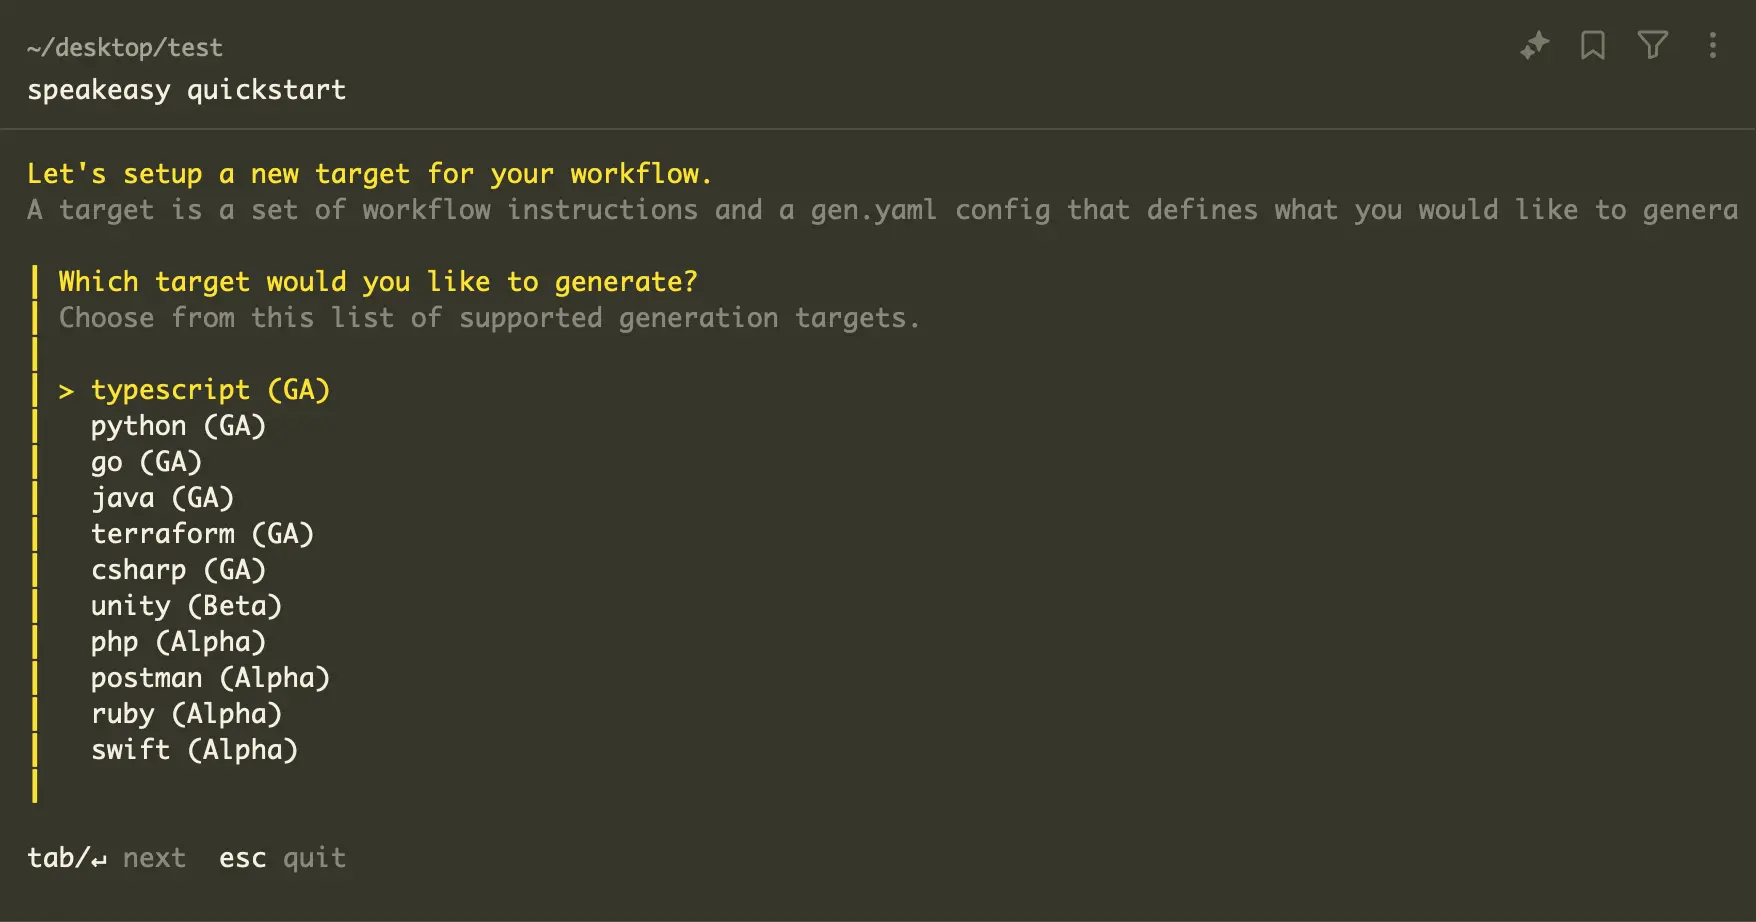 ~/desktop/test
speakeasy quickstart
Let's setup a new target for your workflow.
A target is a set of workflow instructions and a gen.yaml config that defines what you would like to genera
Which target would you like to generate?
Choose from this list of supported generation targets.
> typescript (GA)
python (GA)
go (GA)
java (GA)
terraform (GA)
csharp (GA)
unity (Beta)
php (Alpha)
postman (Alpha)
ruby (Alpha)
swift (Alpha)
tab/↵ next esc quit